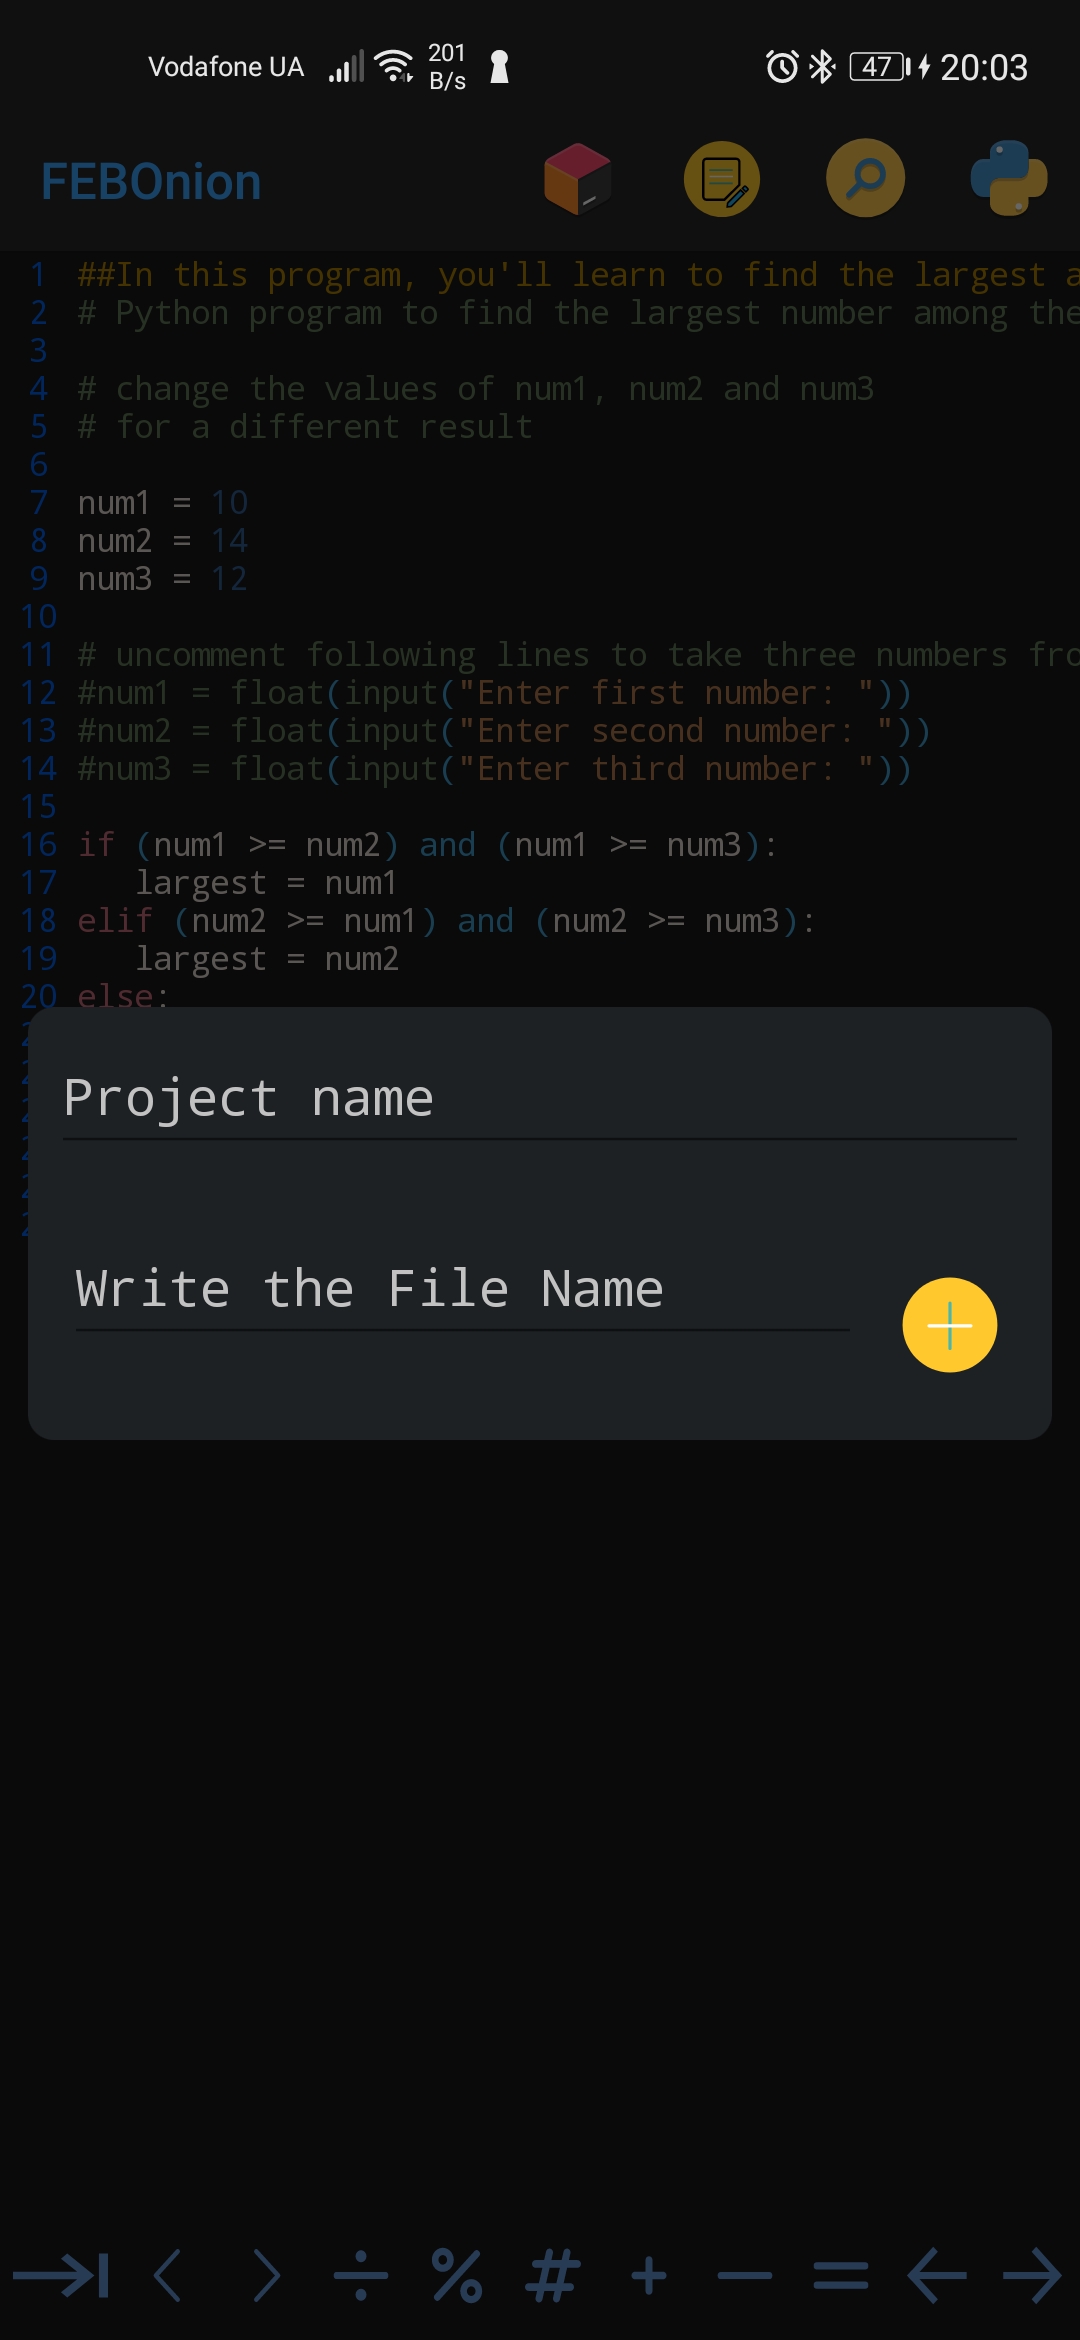 Vodafone UA 201 B/s 47 20:03
FEBOnion
1 ##In this program, you'll learn to find the largest a
2 # Python program to find the largest number among the
3
4 # change the values of num1, num2 and num3
5 # for a different result
6
7 num1 = 10
8 num2 = 14
9 num3 = 12
10
11 # uncomment following lines to take three numbers fro
12 #num1 = float(input("Enter first number: "))
13 #num2 = float(input("Enter second number: "))
14 #num3 = float(input("Enter third number: "))
15
16 if (num1 >= num2) and (num1 >= num3):
17    largest = num1
18 elif (num2 >= num1) and (num2 >= num3):
19    largest = num2
20 else:
Project name
Write the File Name
÷ % # + − =